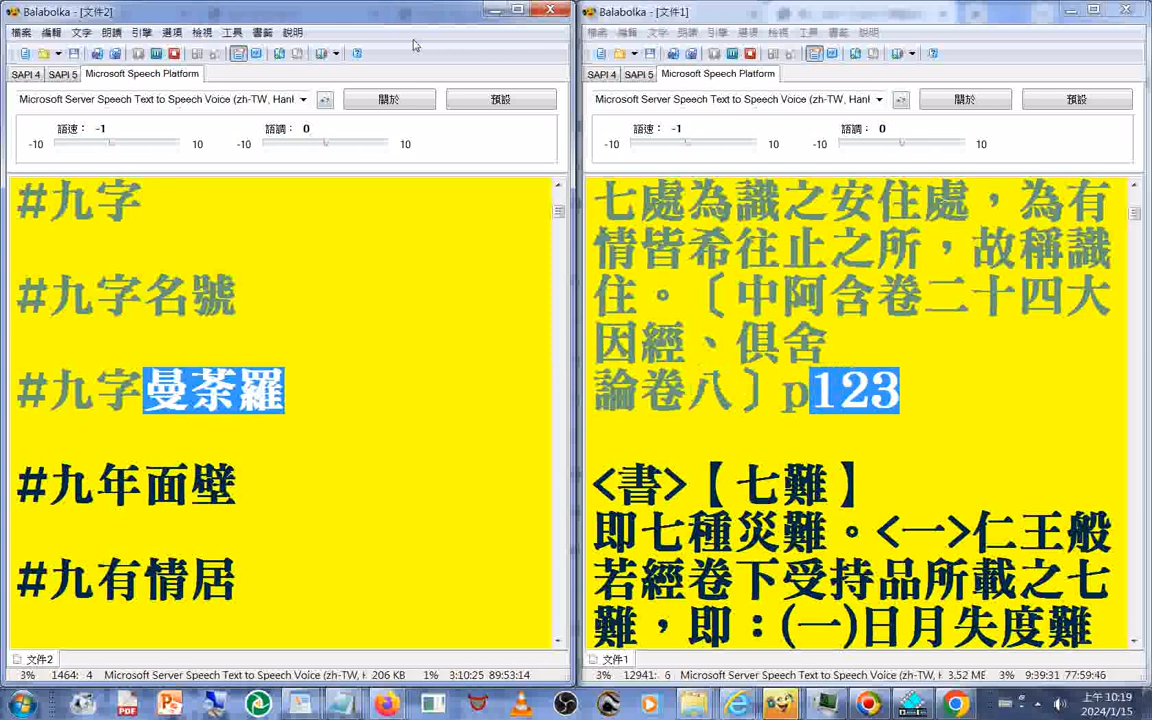 Balabolka - [文件2]
檔案 編輯 文字 朗讀 引擎 選項 檢視 工具 書籤 說明
SAPI 4 SAPI 5 Microsoft Speech Platform
Microsoft Server Speech Text to Speech Voice (zh-TW, Hanl
關於 預設
語速： -1 語調： 0
-10 10 -10 10
#九字
#九字名號
#九字曼荼羅
#九年面壁
#九有情居
文件2
3% 1464: 4 Microsoft Server Speech Text to Speech Voice (zh-TW, H 206 KB 1% 3:10:25 89:53:14
Balabolka - [文件1]
檔案 編輯 文字 朗讀 引擎 選項 檢視 工具 書籤 說明
SAPI 4 SAPI 5 Microsoft Speech Platform
Microsoft Server Speech Text to Speech Voice (zh-TW, Hanl
關於 預設
語速： -1 語調： 0
-10 10 -10 10
七處為識之安住處，為有
情皆希往止之所，故稱識
住。〔中阿含卷二十四大
因經、俱舍
論卷八〕p123
<書>【七難】
即七種災難。<一>仁王般
若經卷下受持品所載之七
難，即：(一)日月失度難
文件1
3% 12941: 6 Microsoft Server Speech Text to Speech Voice (zh-TW, H 3.52 ME 3% 9:39:31 77:59:46
上午 10:19
2024/1/15